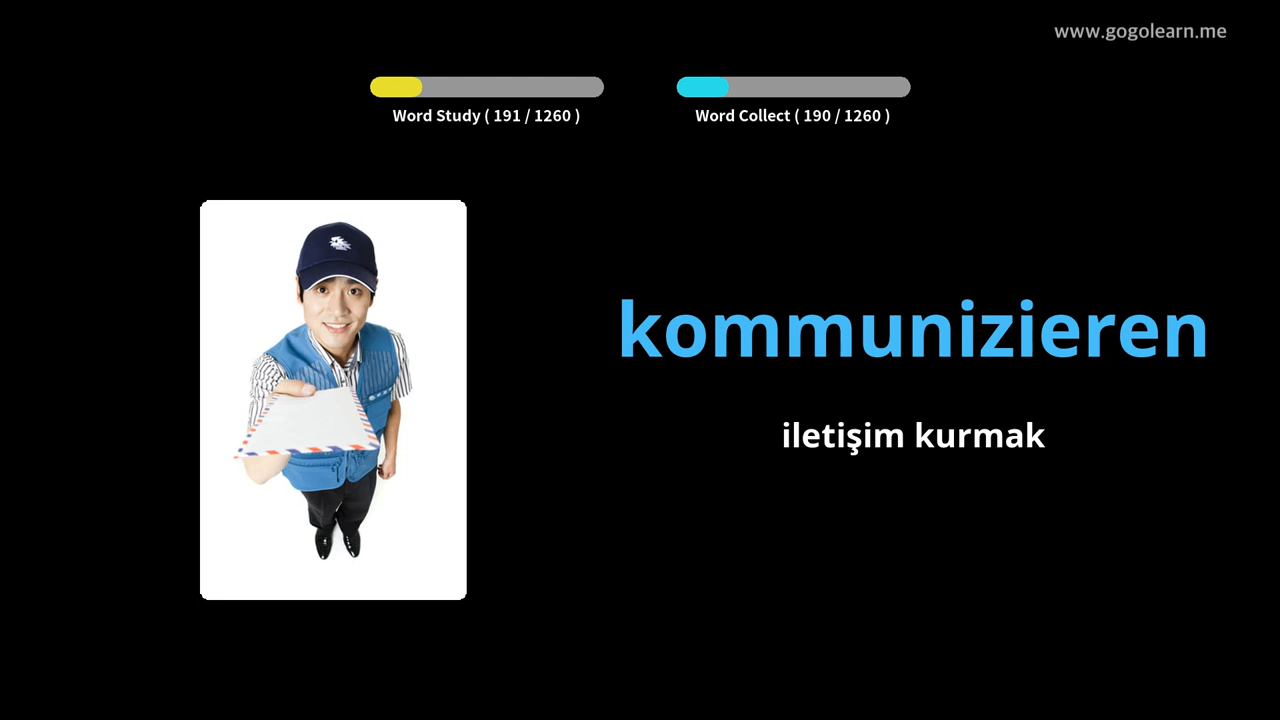 www.gogolearn.me
Word Study ( 191 / 1260 )
Word Collect ( 190 / 1260 )
kommunizieren
iletişim kurmak